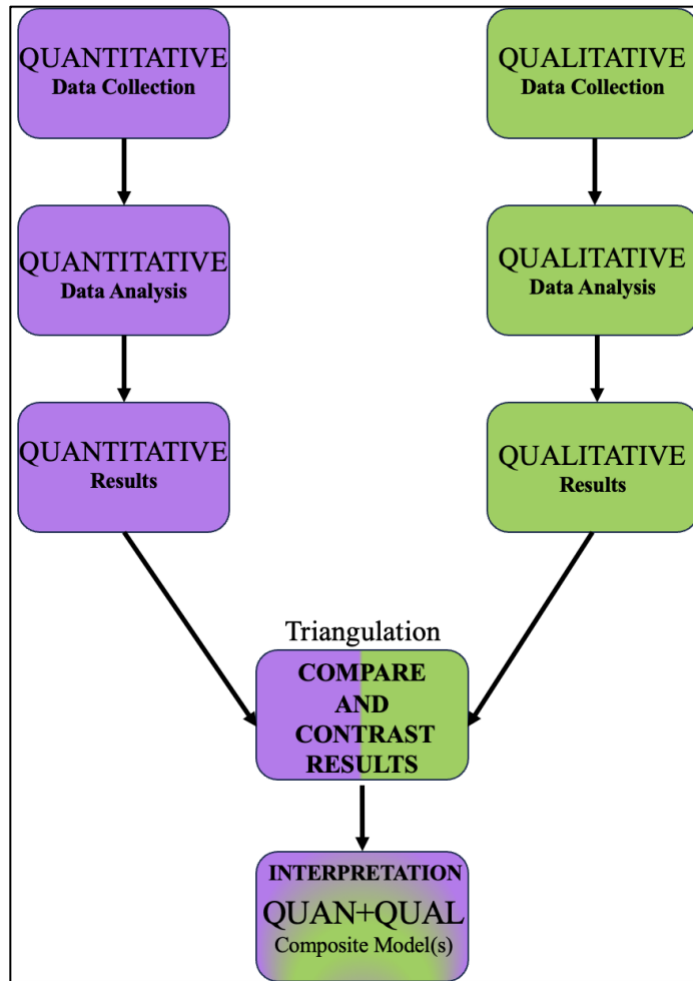 QUANTITATIVE
Data Collection
QUALITATIVE
Data Collection
QUANTITATIVE
Data Analysis
QUALITATIVE
Data Analysis
QUANTITATIVE
Results
QUALITATIVE
Results
Triangulation
COMPARE
AND
CONTRAST
RESULTS
INTERPRETATION
QUAN+QUAL
Composite Model(s)